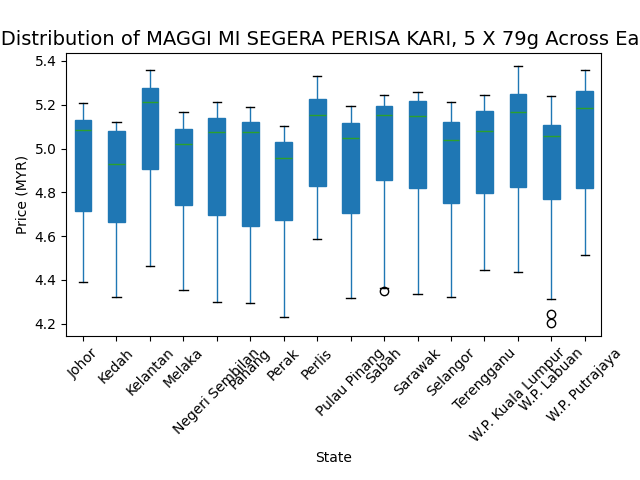 Distribution of MAGGI MI SEGERA PERISA KARI, 5 X 79g Across Ea
5.4
5.2
5.0
4.8
4.6
4.4
4.2
Price (MYR)
Johor
Kedah
Kelantan
Melaka
Negeri Sembilan
Pahang
Perak
Perlis
Pulau Pinang
Sabah
Sarawak
Selangor
Terengganu
W.P. Kuala Lumpur
W.P. Labuan
W.P. Putrajaya
State